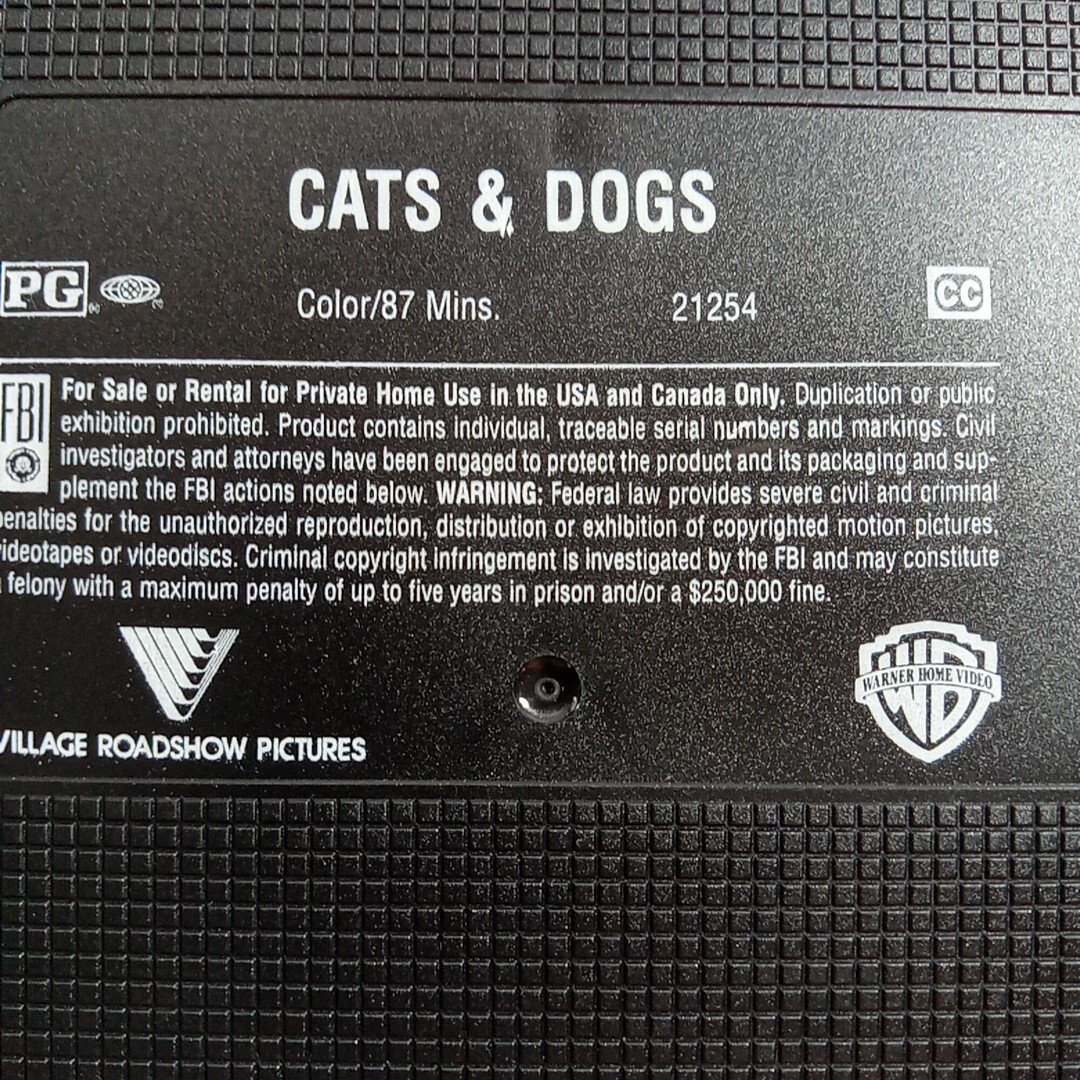 CATS & DOGS
PG Color/87 Mins. 21254 CC
FBI
For Sale or Rental for Private Home Use in the USA and Canada Only. Duplication or public
exhibition prohibited. Product contains individual, traceable serial numbers and markings. Civil
investigators and attorneys have been engaged to protect the product and its packaging and sup-
plement the FBI actions noted below. WARNING: Federal law provides severe civil and criminal
penalties for the unauthorized reproduction, distribution or exhibition of copyrighted motion pictures,
videotapes or videodiscs. Criminal copyright infringement is investigated by the FBI and may constitute
a felony with a maximum penalty of up to five years in prison and/or a $250,000 fine.
WB
WARNER HOME VIDEO
VILLAGE ROADSHOW PICTURES